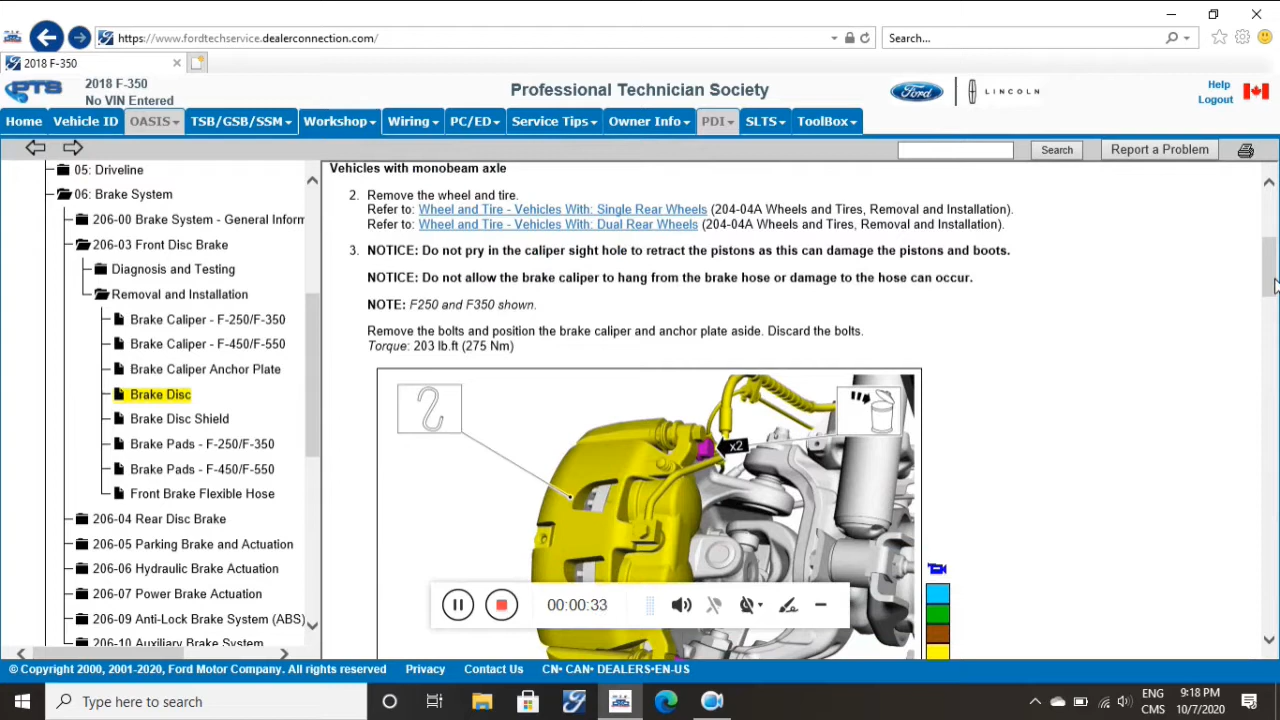 https://www.fordtechservice.dealerconnection.com/
Search...
2018 F-350
PTS
2018 F-350
No VIN Entered
Professional Technician Society
Ford
LINCOLN
Help
Logout
Home
Vehicle ID
OASIS
TSB/GSB/SSM
Workshop
Wiring
PC/ED
Service Tips
Owner Info
PDI
SLTS
ToolBox
Search
Report a Problem
05: Driveline
06: Brake System
206-00 Brake System - General Inform
206-03 Front Disc Brake
Diagnosis and Testing
Removal and Installation
Brake Caliper - F-250/F-350
Brake Caliper - F-450/F-550
Brake Caliper Anchor Plate
Brake Disc
Brake Disc Shield
Brake Pads - F-250/F-350
Brake Pads - F-450/F-550
Front Brake Flexible Hose
206-04 Rear Disc Brake
206-05 Parking Brake and Actuation
206-06 Hydraulic Brake Actuation
206-07 Power Brake Actuation
206-09 Anti-Lock Brake System (ABS)
206-10 Auxiliary Brake System
Vehicles with monobeam axle
2. Remove the wheel and tire.
Refer to: Wheel and Tire - Vehicles With: Single Rear Wheels (204-04A Wheels and Tires, Removal and Installation).
Refer to: Wheel and Tire - Vehicles With: Dual Rear Wheels (204-04A Wheels and Tires, Removal and Installation).
3. NOTICE: Do not pry in the caliper sight hole to retract the pistons as this can damage the pistons and boots.
NOTICE: Do not allow the brake caliper to hang from the brake hose or damage to the hose can occur.
NOTE: F250 and F350 shown.
Remove the bolts and position the brake caliper and anchor plate aside. Discard the bolts.
Torque: 203 lb.ft (275 Nm)
x2
00:00:33
© Copyright 2000, 2001-2020, Ford Motor Company. All rights reserved
Privacy
Contact Us
CN• CAN• DEALERS•EN-US
Type here to search
ENG
CMS
9:18 PM
10/7/2020